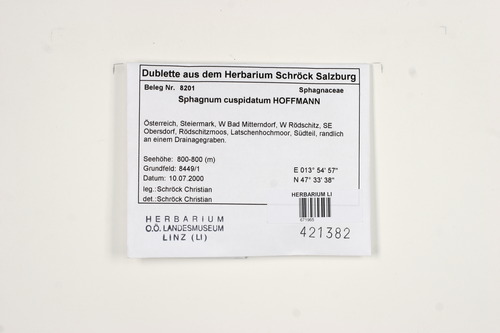 Dublette aus dem Herbarium Schröck Salzburg
Beleg Nr. 8201 Sphagnaceae
Sphagnum cuspidatum HOFFMANN
Österreich, Steiermark, W Bad Mitterndorf, W Rödschitz, SE
Obersdorf, Rödschitzmoos, Latschenhochmoor, Südteil, randlich
an einem Drainagegraben.
Seehöhe: 800-800 (m)
Grundfeld: 8449/1 E 013° 54' 57"
Datum: 10.07.2000 N 47° 33' 38"
leg.: Schröck Christian
det.: Schröck Christian
HERBARIUM LI
HERBARIUM
O.Ö. LANDESMUSEUM
LINZ (LI)
421382